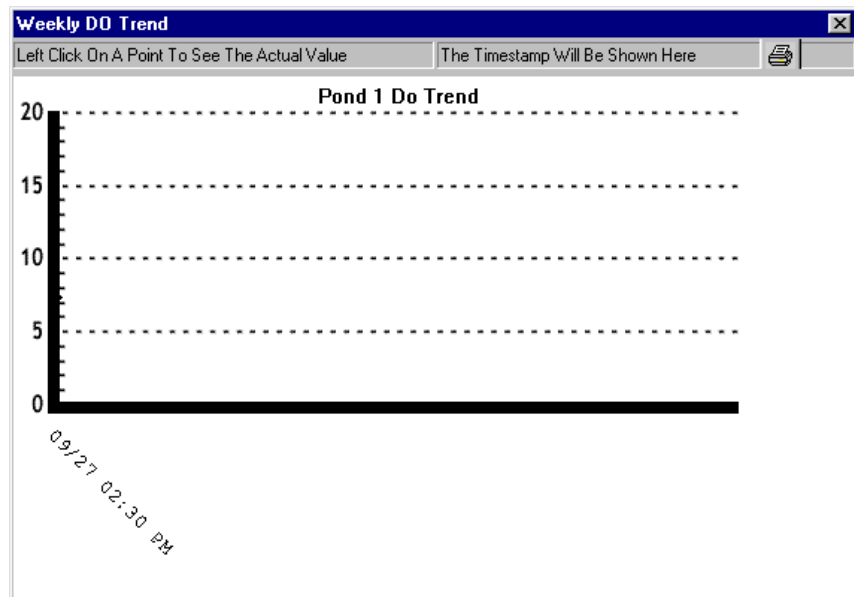 Weekly DO Trend
Left Click On A Point To See The Actual Value
The Timestamp Will Be Shown Here
Pond 1 Do Trend
20
15
10
5
0
09/27 02:30 PM